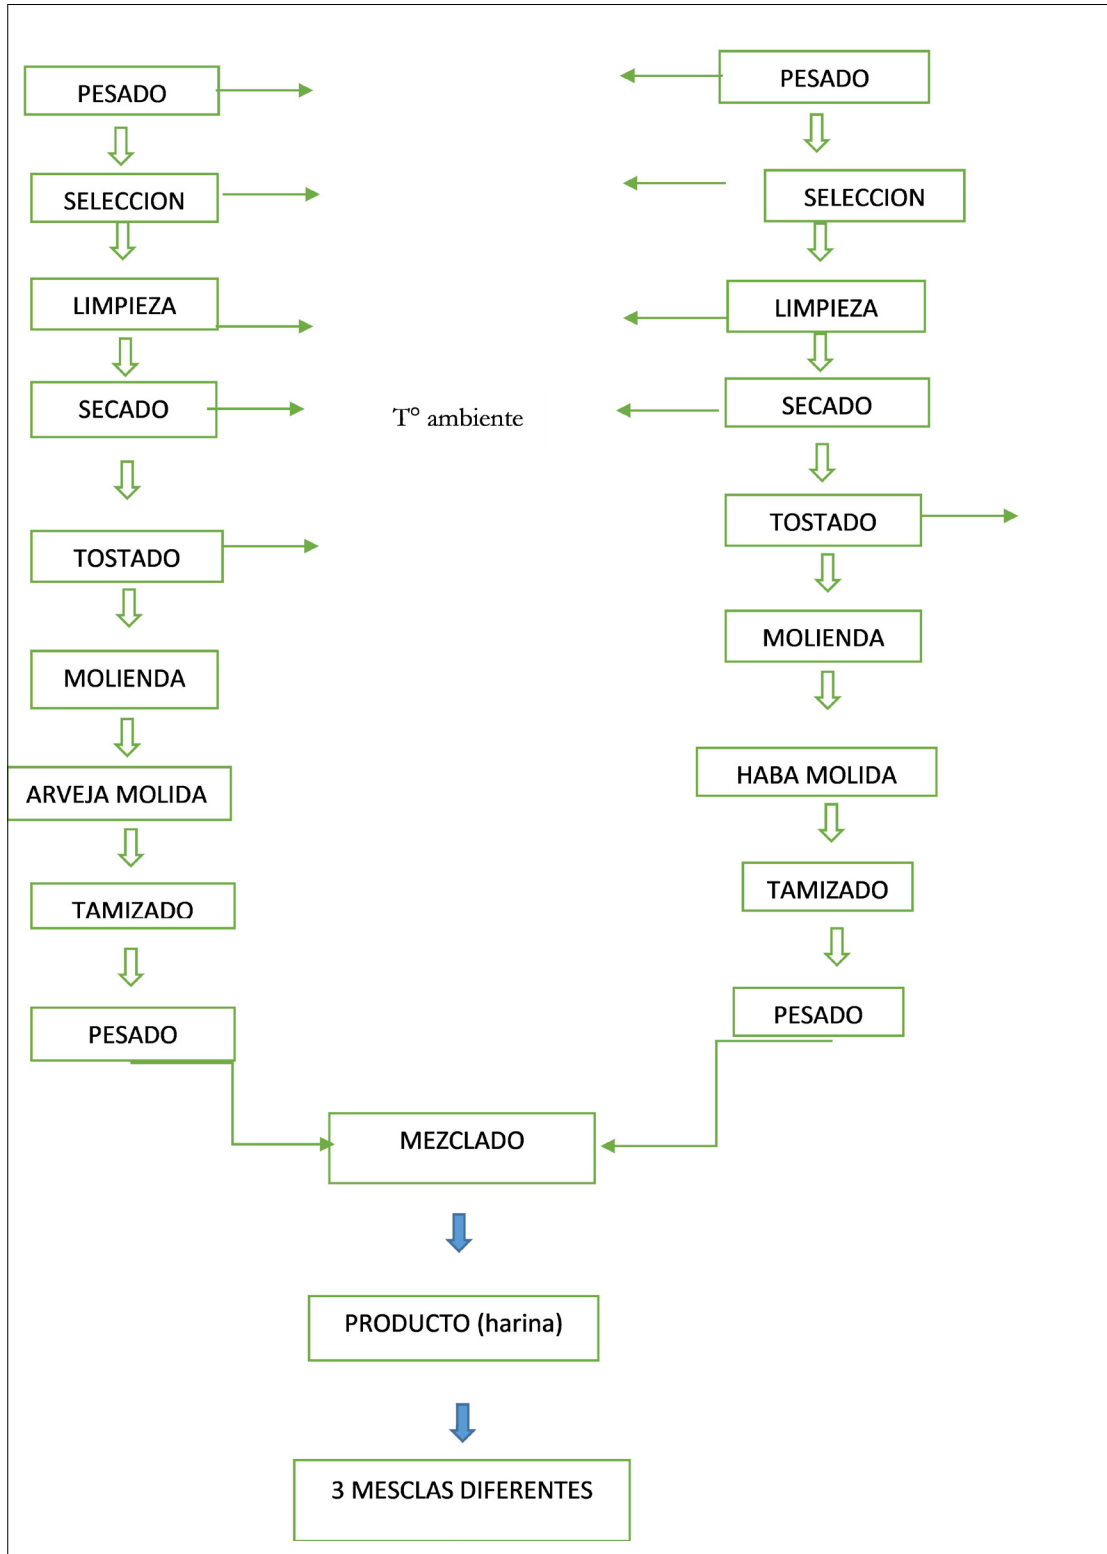 PESADO
SELECCION
LIMPIEZA
SECADO
TOSTADO
MOLIENDA
ARVEJA MOLIDA
TAMIZADO
PESADO
T° ambiente
PESADO
SELECCION
LIMPIEZA
SECADO
TOSTADO
MOLIENDA
HABA MOLIDA
TAMIZADO
PESADO
MEZCLADO
PRODUCTO (harina)
3 MESCLAS DIFERENTES